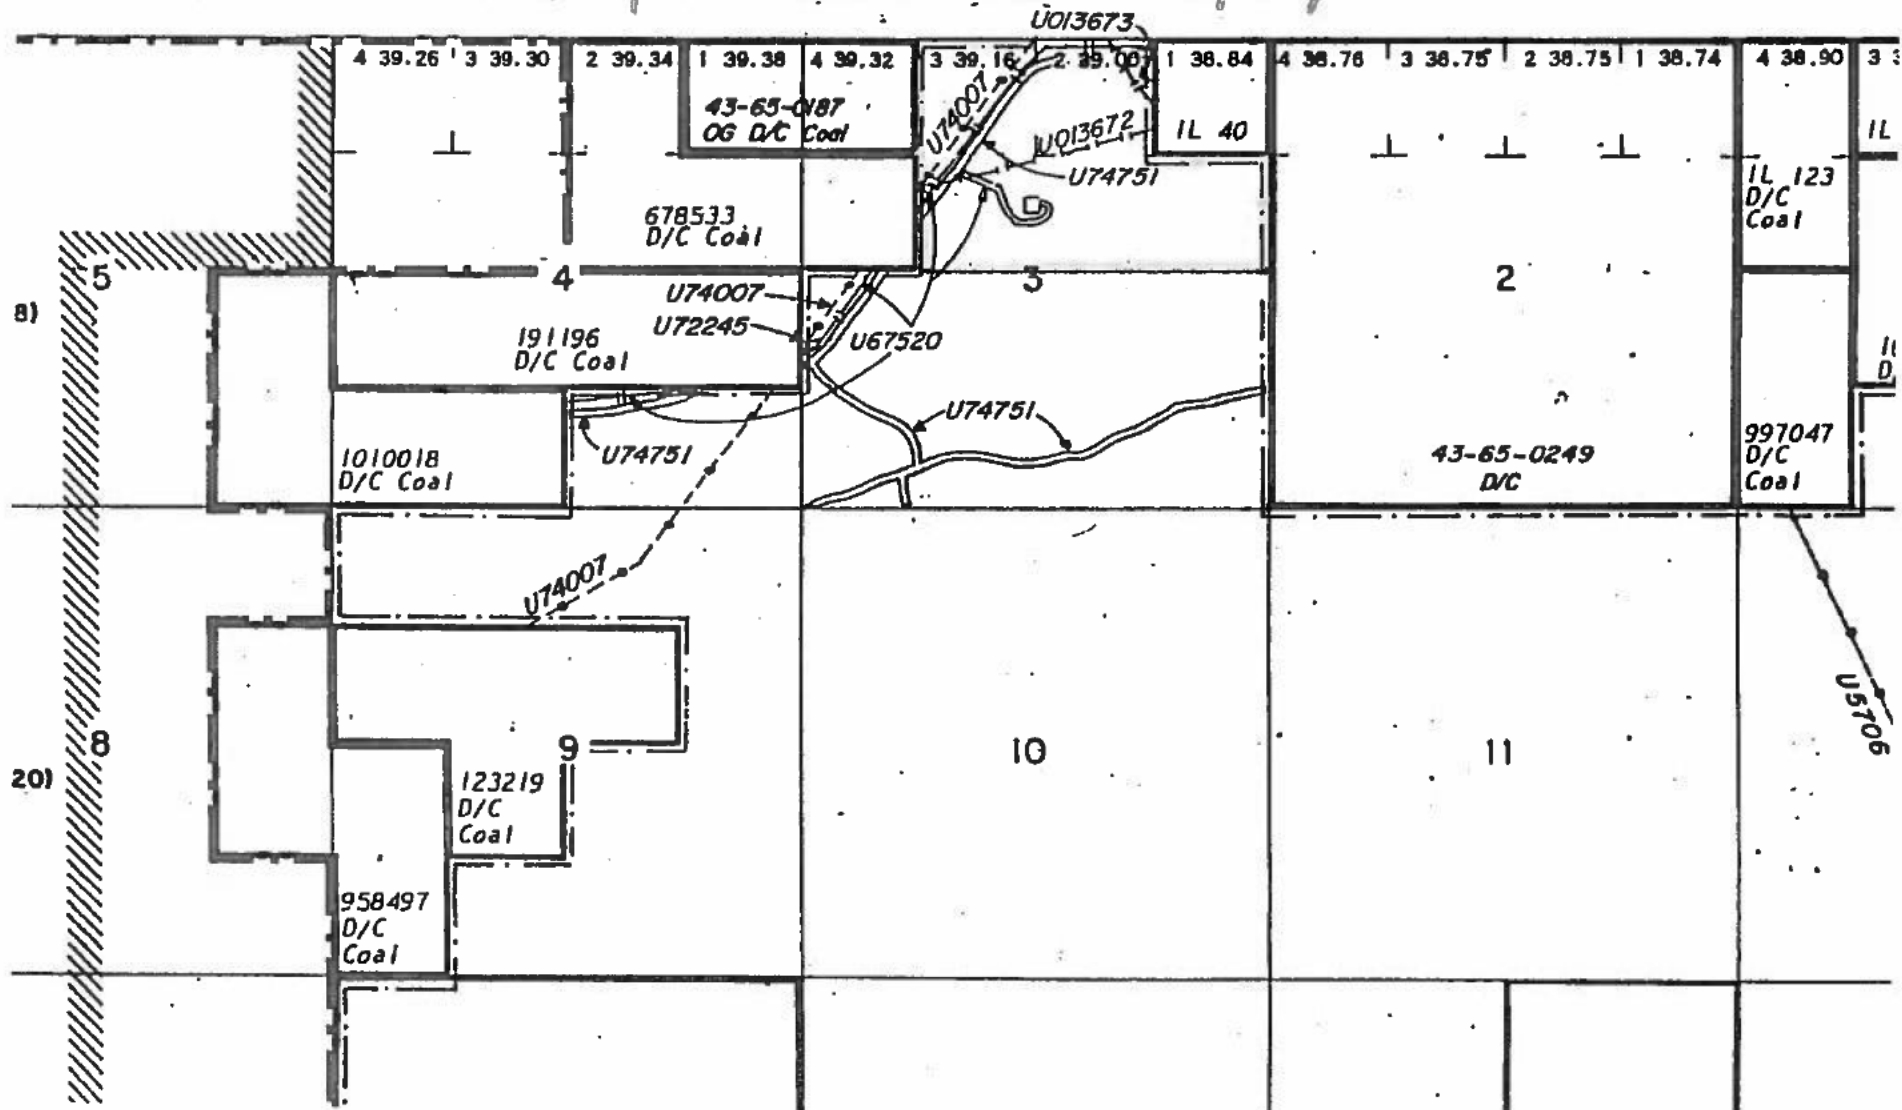 U013673
4 39.26
3 39.30
2 39.34
1 39.38
4 39.32
3 39.16
2 39.00
1 38.84
4 38.76
3 38.75
2 38.75
1 38.74
4 38.90
3
43-65-0187
OG D/C Coal
U74007
U013672
IL 40
U74751
IL
IL 123
D/C
Coal
678533
D/C Coal
5
4
3
2
8)
U74007
U72245
U67520
191196
D/C Coal
D
U74751
1010018
D/C Coal
U74751
43-65-0249
D/C
997047
D/C
Coal
U74007
U5706
8
9
10
11
20)
123219
D/C
Coal
958497
D/C
Coal